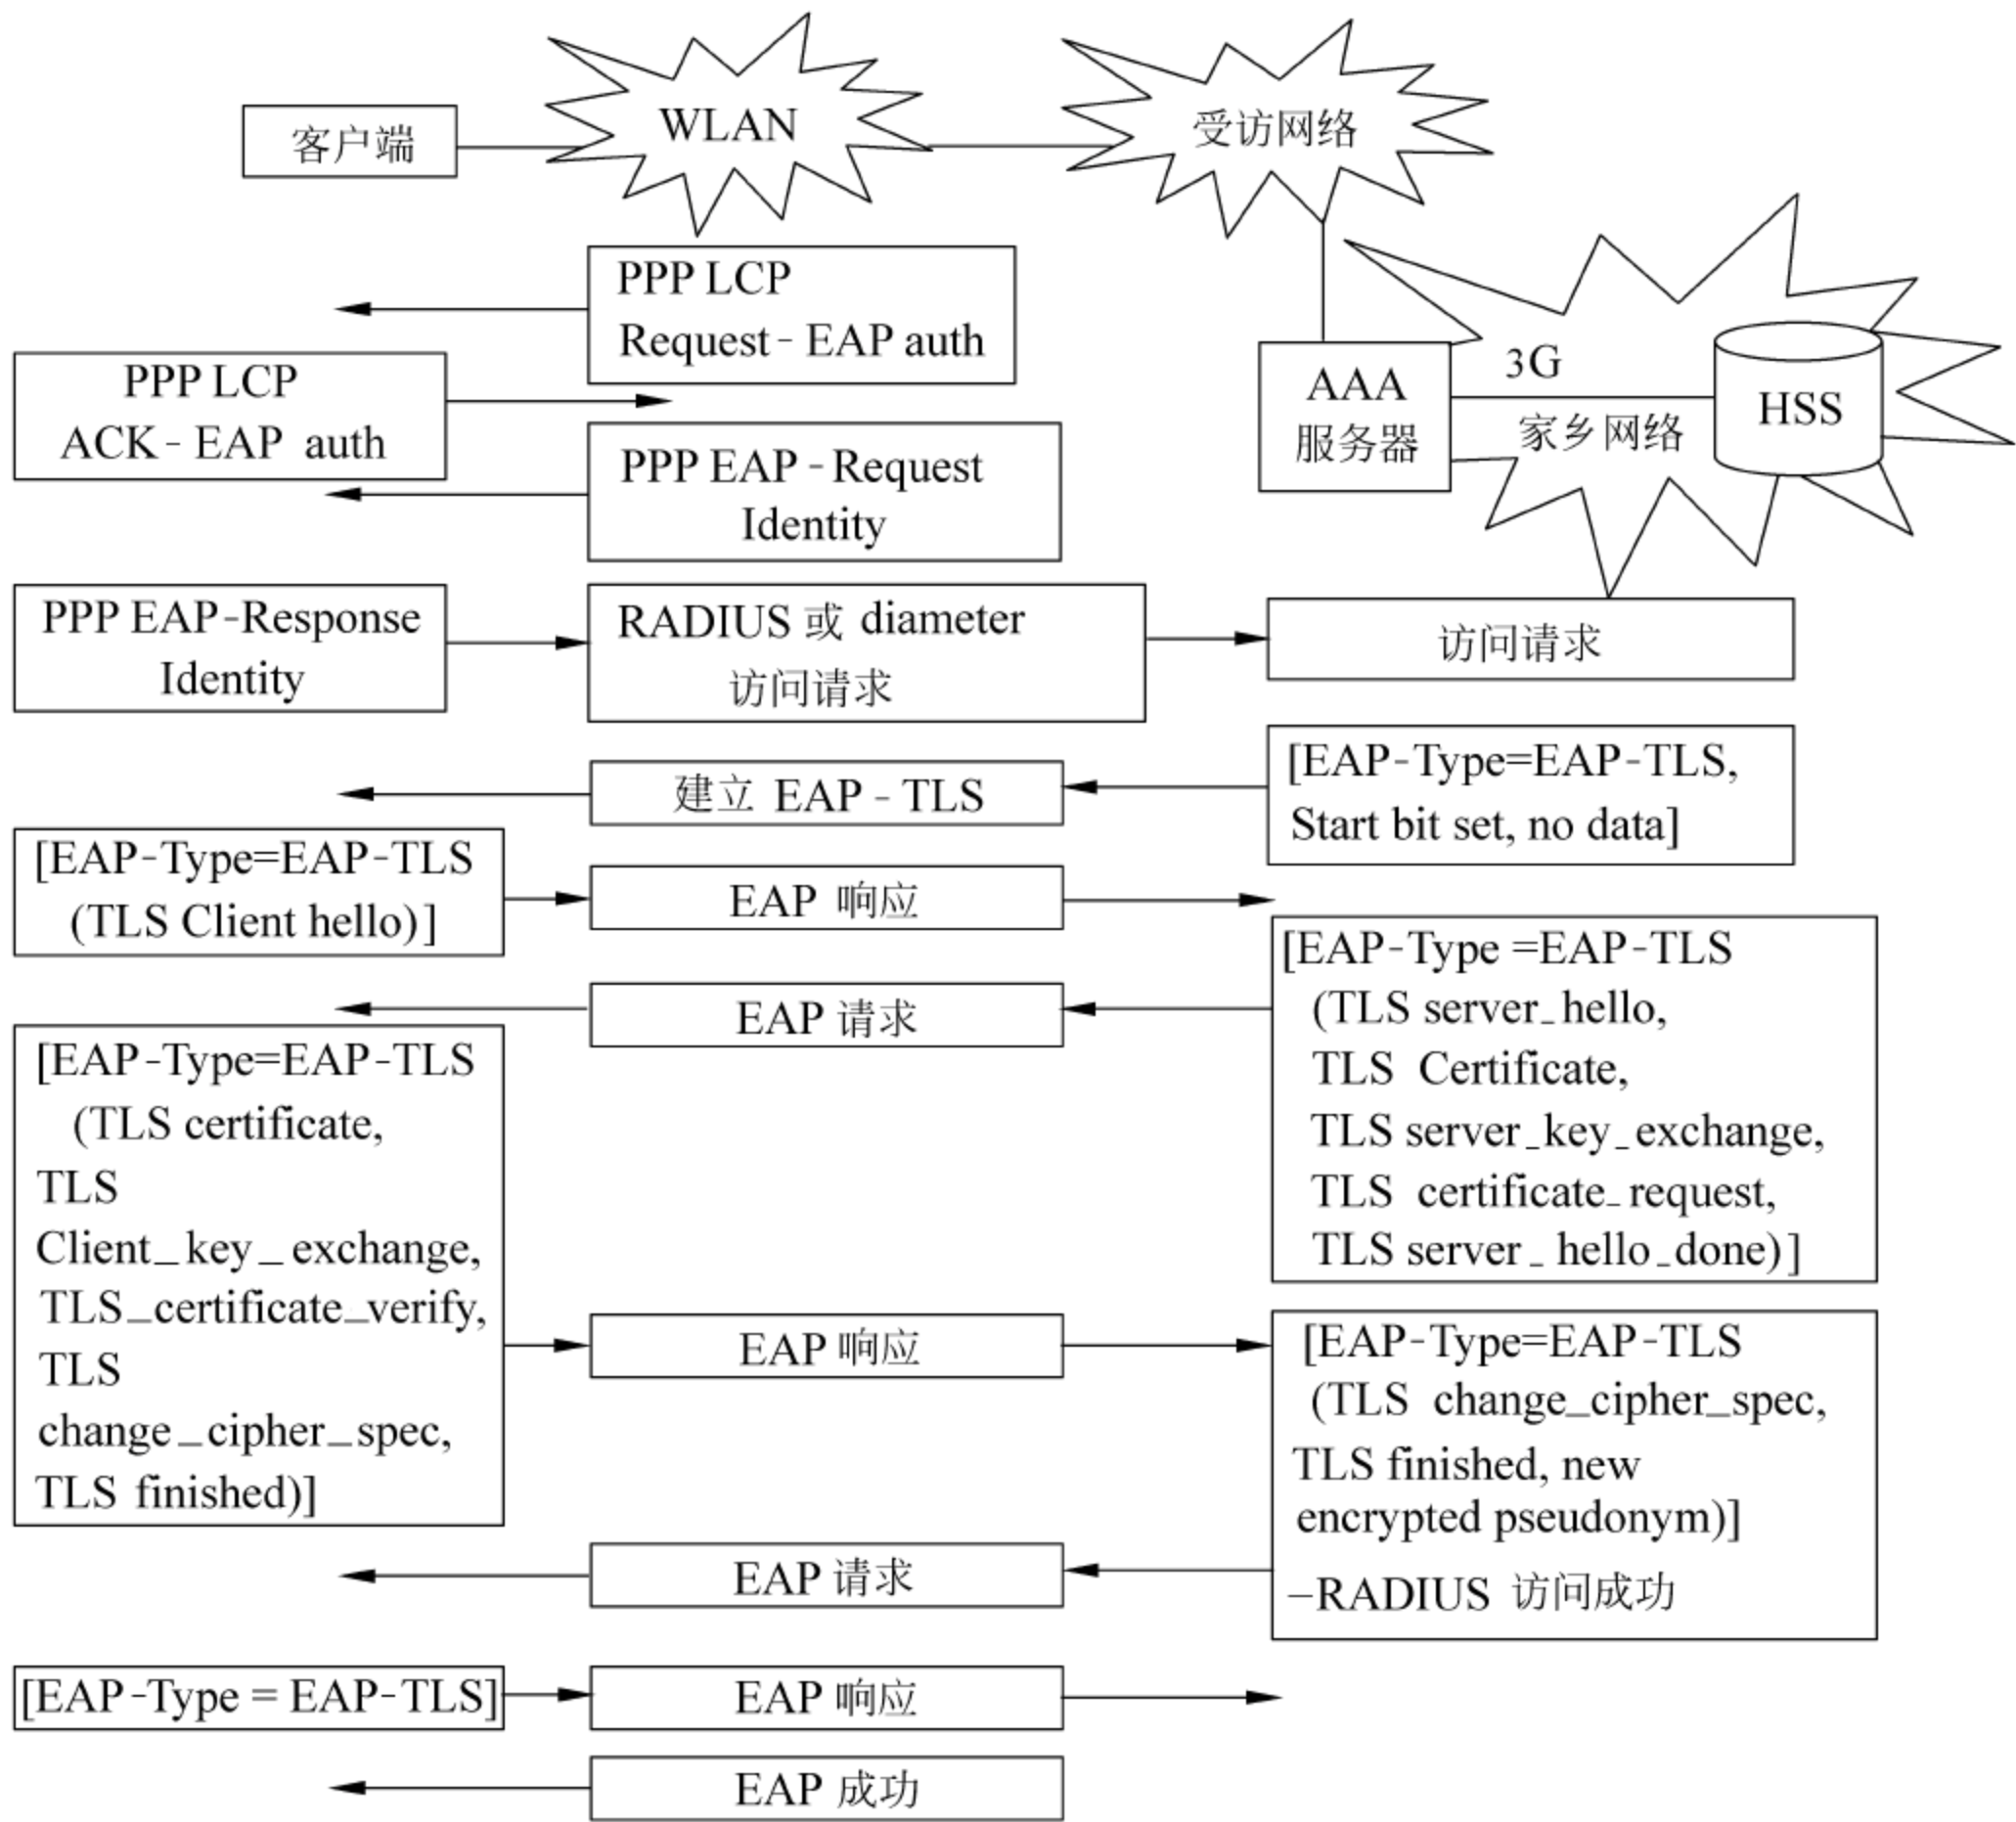 客户端
WLAN
受访网络
PPP LCP
Request-EAP auth
PPP LCP
ACK-EAP auth
AAA
服务器
3G
家乡网络
HSS
PPP EAP-Request
Identity
PPP EAP-Response
Identity
RADIUS 或 diameter
访问请求
访问请求
[EAP-Type=EAP-TLS,
Start bit set, no data]
建立 EAP-TLS
[EAP-Type=EAP-TLS
(TLS Client hello)]
EAP 响应
[EAP-Type =EAP-TLS
(TLS server_hello,
TLS Certificate,
TLS server_key_exchange,
TLS certificate_request,
TLS server_hello_done)]
EAP 请求
[EAP-Type=EAP-TLS
(TLS certificate,
TLS
Client_key_exchange,
TLS_certificate_verify,
TLS
change_cipher_spec,
TLS finished)]
EAP 响应
[EAP-Type=EAP-TLS
(TLS change_cipher_spec,
TLS finished, new
encrypted pseudonym)]
–RADIUS 访问成功
EAP 请求
[EAP-Type = EAP-TLS]
EAP 响应
EAP 成功